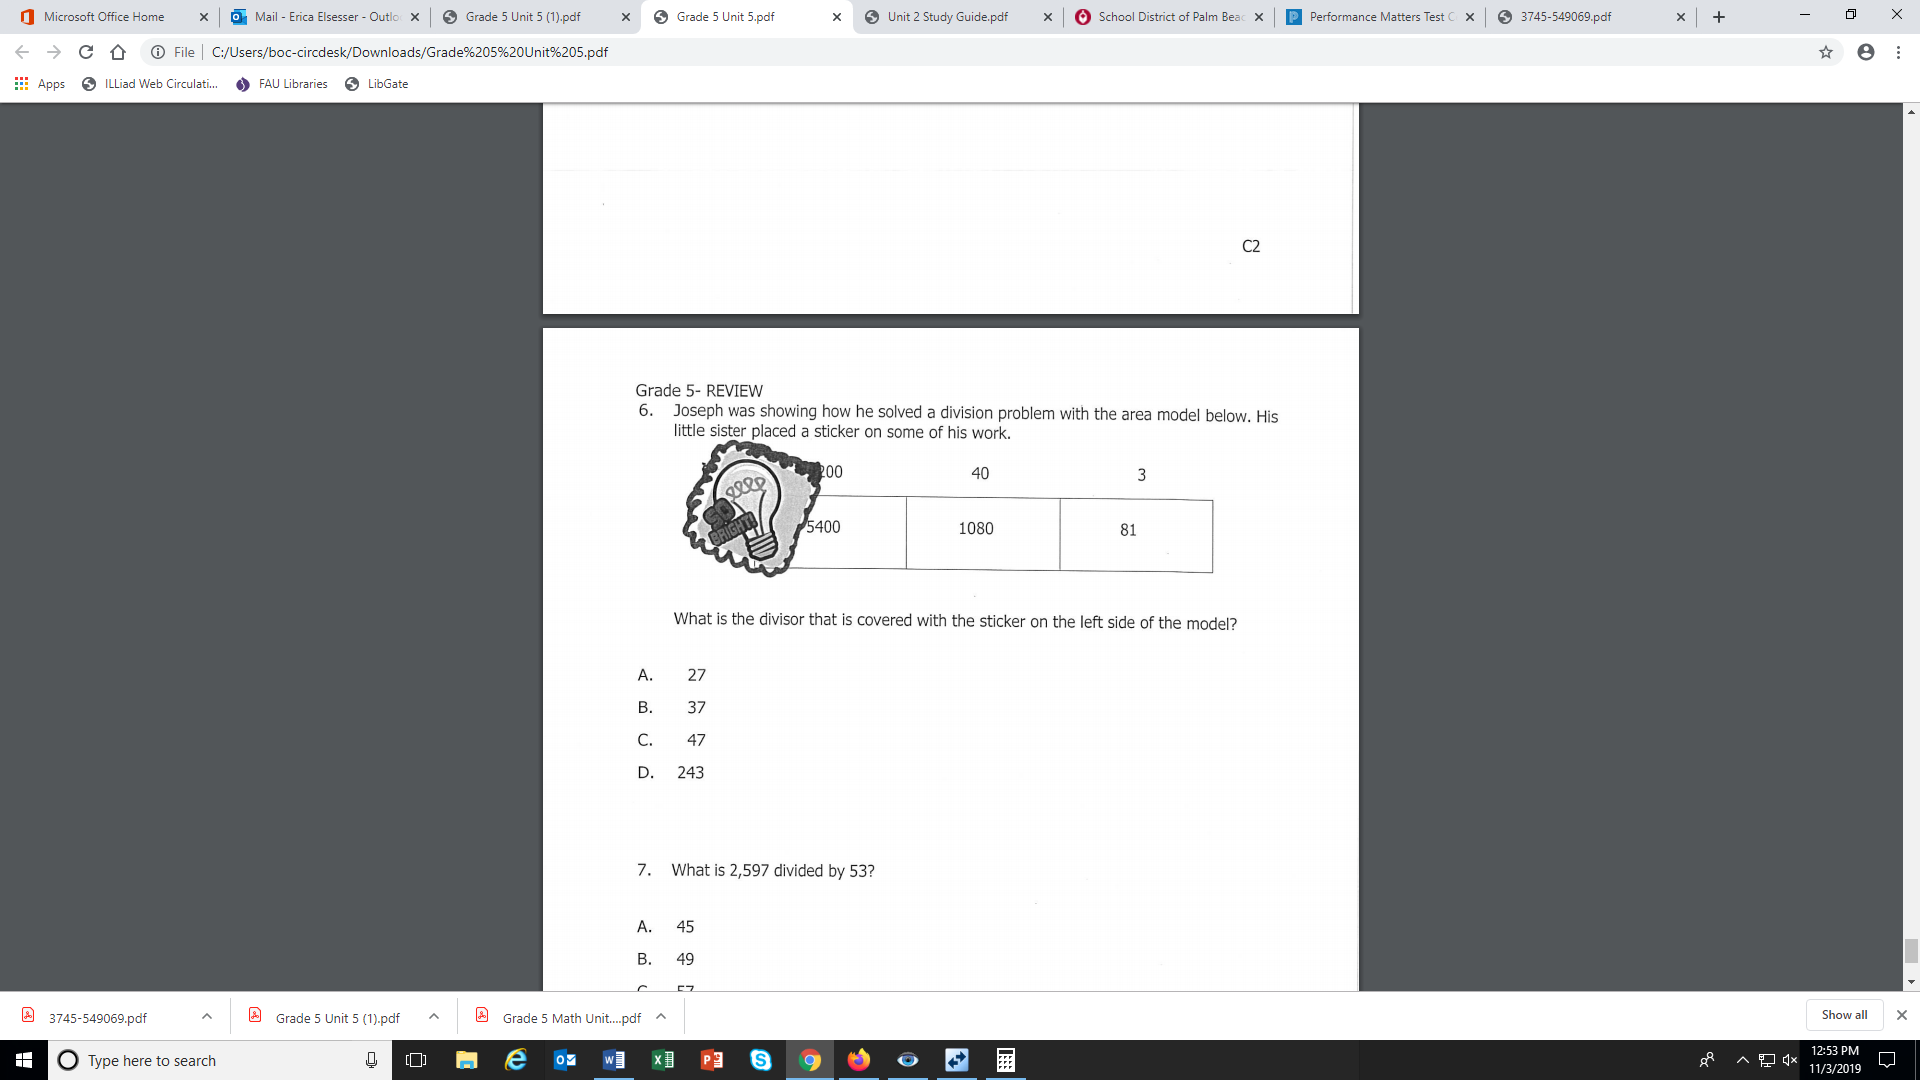 Microsoft Office Home
Mail - Erica Elsesser - Outlo
Grade 5 Unit 5 (1).pdf
Grade 5 Unit 5.pdf
Unit 2 Study Guide.pdf
School District of Palm Beac
Performance Matters Test C
3745-549069.pdf
File
C:/Users/boc-circdesk/Downloads/Grade%205%20Unit%205.pdf
Apps
ILLiad Web Circulati...
FAU Libraries
LibGate
C2
Grade 5- REVIEW
6. Joseph was showing how he solved a division problem with the area model below. His
little sister placed a sticker on some of his work.
200 40 3
SO
BRIGHT!
5400 1080 81
What is the divisor that is covered with the sticker on the left side of the model?
A. 27
B. 37
C. 47
D. 243
7. What is 2,597 divided by 53?
A. 45
B. 49
C 57
3745-549069.pdf
Grade 5 Unit 5 (1).pdf
Grade 5 Math Unit....pdf
Show all
Type here to search
12:53 PM
11/3/2019